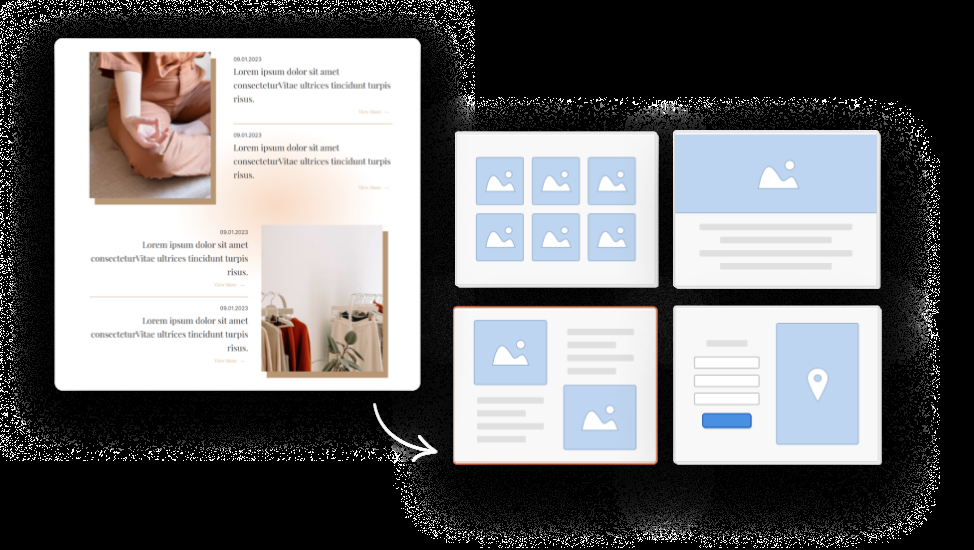 09.01.2023
Lorem ipsum dolor sit amet
consecteturVitae ultrices tincidunt turpis
risus.
View More
09.01.2023
Lorem ipsum dolor sit amet
consecteturVitae ultrices tincidunt turpis
risus.
View More
09.01.2023
Lorem ipsum dolor sit amet
consecteturVitae ultrices tincidunt turpis
risus.
View More
09.01.2023
Lorem ipsum dolor sit amet
consecteturVitae ultrices tincidunt turpis
risus.
View More